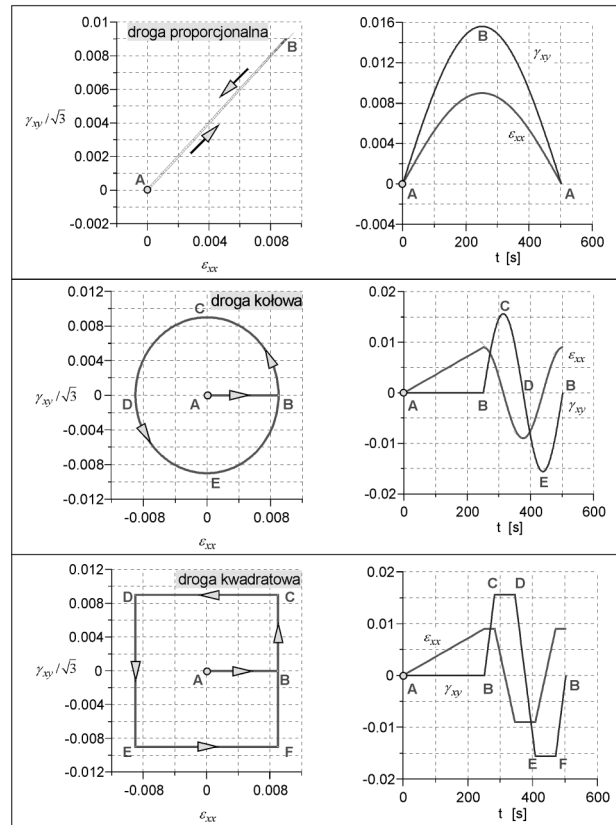 droga proporcjonalna
0.01
0.008
0.006
0.004
0.002
0
-0.002
γxy/√3
A
B
0 0.004 0.008
εxx
0.016
0.012
0.008
0.004
0
-0.004
B
γxy
εxx
A A
0 200 400 600
t [s]
droga kołowa
0.012
0.008
0.004
0
-0.004
-0.008
-0.012
γxy/√3
C
D A B
E
-0.008 0 0.008
εxx
0.02
0.01
0
-0.01
-0.02
C
εxx
A B D B
γxy
E
0 200 400 600
t [s]
droga kwadratowa
0.012
0.008
0.004
0
-0.004
-0.008
-0.012
γxy/√3
D C
A B
E F
-0.008 0 0.008
εxx
0.02
0.01
0
-0.01
-0.02
C D
εxx
A γxy B B
E F
0 200 400 600
t [s]